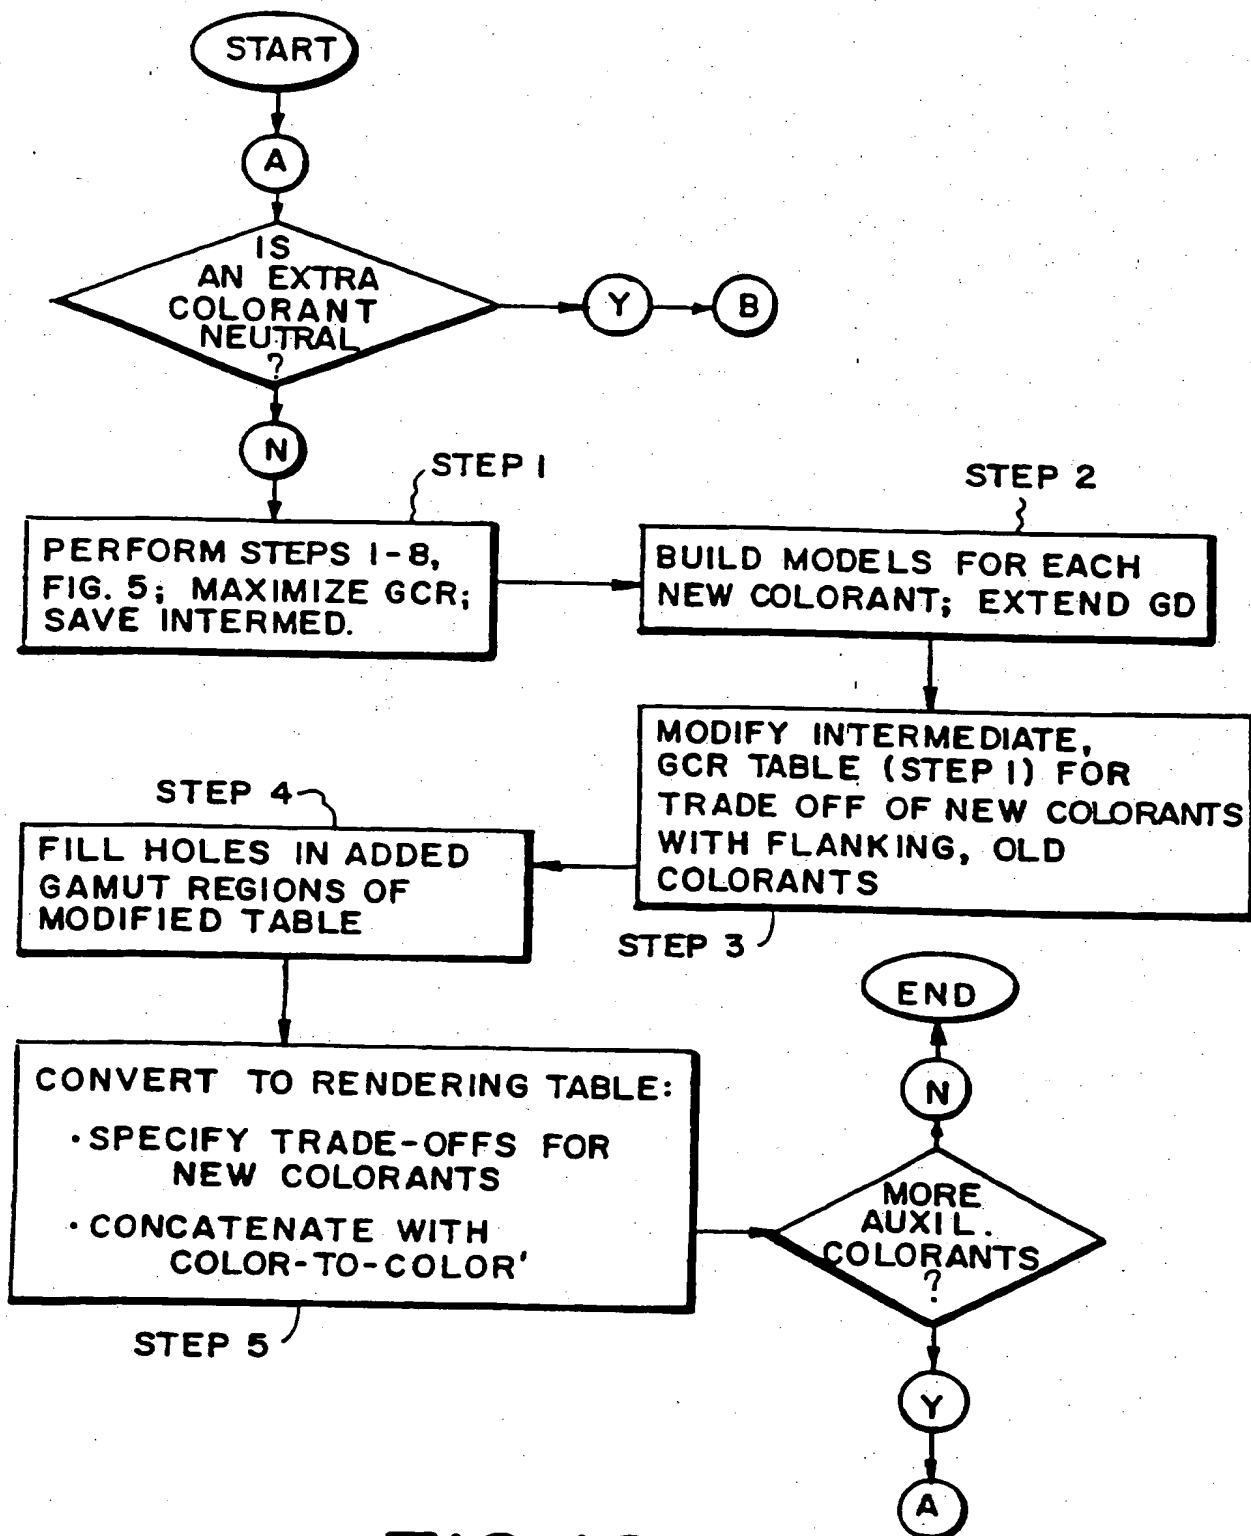 START
A
IS
AN EXTRA
COLORANT
NEUTRAL
?
Y
B
N
STEP 1
PERFORM STEPS 1-8,
FIG. 5; MAXIMIZE GCR;
SAVE INTERMED.
STEP 2
BUILD MODELS FOR EACH
NEW COLORANT; EXTEND GD
MODIFY INTERMEDIATE,
GCR TABLE (STEP 1) FOR
TRADE OFF OF NEW COLORANTS
WITH FLANKING, OLD
COLORANTS
STEP 3
STEP 4
FILL HOLES IN ADDED
GAMUT REGIONS OF
MODIFIED TABLE
CONVERT TO RENDERING TABLE:
·SPECIFY TRADE-OFFS FOR
NEW COLORANTS
·CONCATENATE WITH
COLOR-TO-COLOR'
STEP 5
END
N
MORE
AUXIL.
COLORANTS
?
Y
A